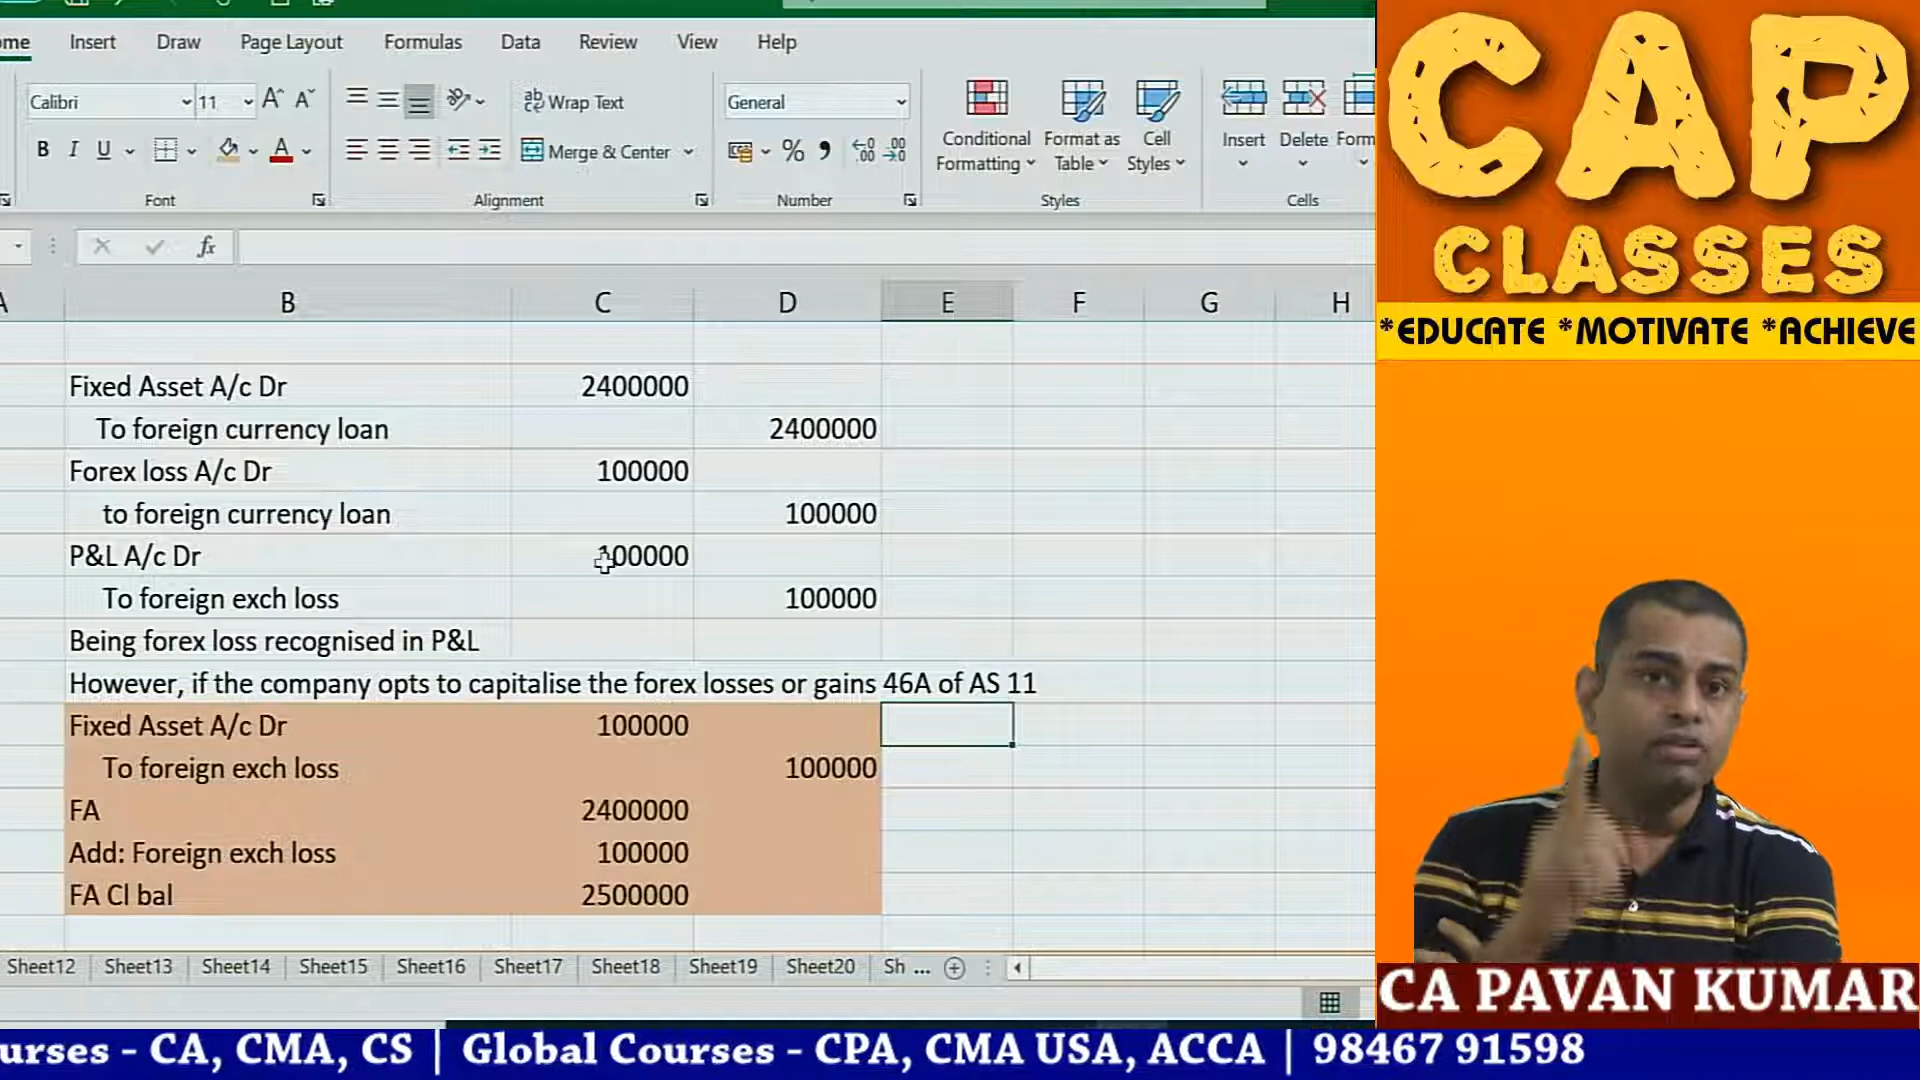 ome Insert Draw Page Layout Formulas Data Review View Help
Calibri 11 A A Wrap Text General
B I U A Merge & Center % , .00 .00
Conditional Formatting Format as Table Cell Styles Insert Delete Form
Font Alignment Number Styles Cells
fx
A B C D E F G H
Fixed Asset A/c Dr 2400000
To foreign currency loan 2400000
Forex loss A/c Dr 100000
to foreign currency loan 100000
P&L A/c Dr 100000
To foreign exch loss 100000
Being forex loss recognised in P&L
However, if the company opts to capitalise the forex losses or gains 46A of AS 11
Fixed Asset A/c Dr 100000
To foreign exch loss 100000
FA 2400000
Add: Foreign exch loss 100000
FA Cl bal 2500000
Sheet12 Sheet13 Sheet14 Sheet15 Sheet16 Sheet17 Sheet18 Sheet19 Sheet20 Sh ...
CAP
CLASSES
*EDUCATE *MOTIVATE *ACHIEVE
CA PAVAN KUMAR
urses - CA, CMA, CS | Global Courses - CPA, CMA USA, ACCA | 98467 91598